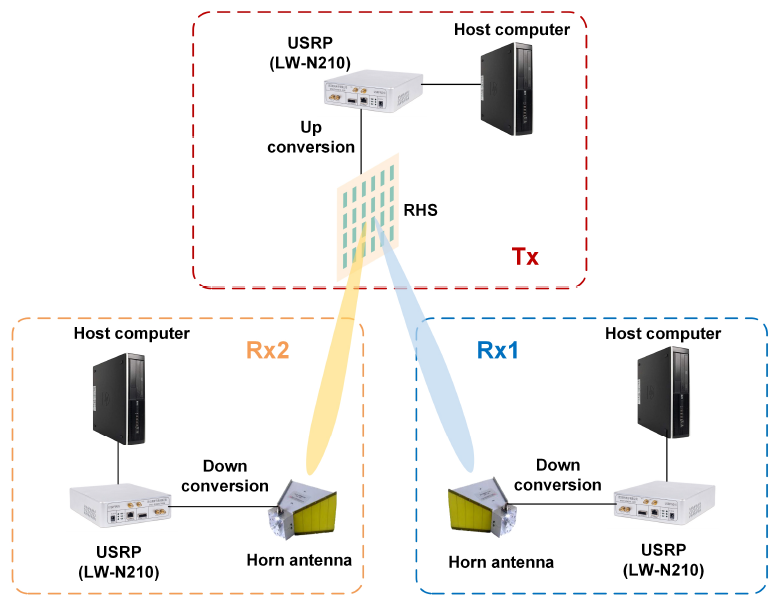 Host computer
USRP
(LW-N210)
Up
conversion
RHS
Tx
Host computer
Rx2
Down
conversion
USRP
(LW-N210)
Horn antenna
Rx1
Host computer
Down
conversion
Horn antenna
USRP
(LW-N210)